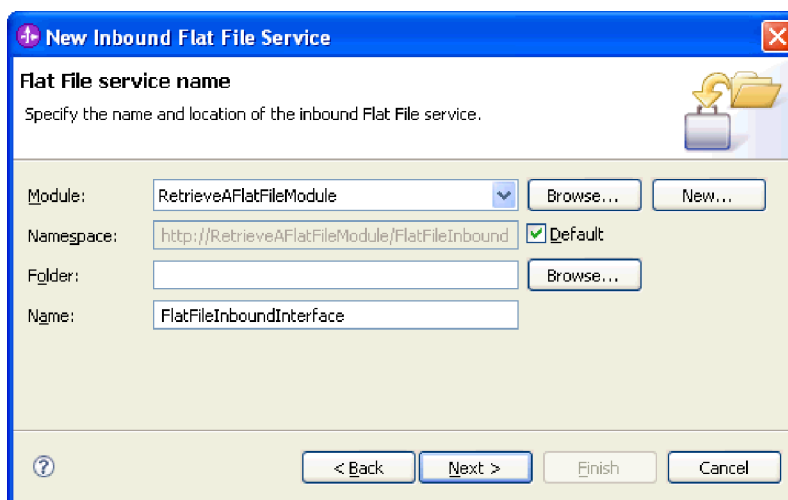 New Inbound Flat File Service
Flat File service name
Specify the name and location of the inbound Flat File service.
Module: RetrieveAFlatFileModule Browse... New...
Namespace: http://RetrieveAFlatFileModule/FlatFileInbound Default
Folder: Browse...
Name: FlatFileInboundInterface
? < Back Next > Finish Cancel